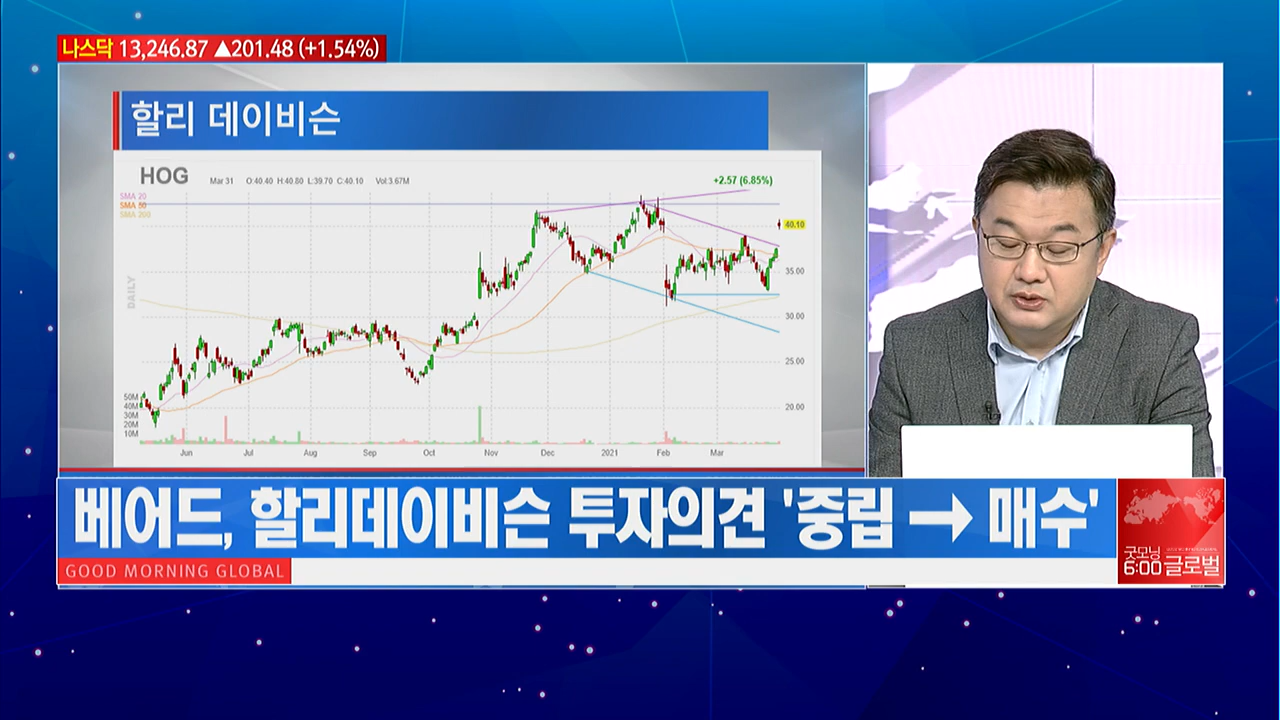 나스닥 13,246.87 ▲201.48 (+1.54%)
할리 데이비슨
HOG Mar 31 O:40.40 H:40.80 L:39.70 C:40.10 Vol:3.67M +2.57 (6.85%)
SMA 20
SMA 50
SMA 200
40.10
35.00
DAILY
30.00
25.00
20.00
50M
40M
30M
20M
10M
Jun Jul Aug Sep Oct Nov Dec 2021 Feb Mar
베어드, 할리데이비슨 투자의견 '중립 → 매수'
GOOD MORNING GLOBAL
굿모닝
6:00 글로벌